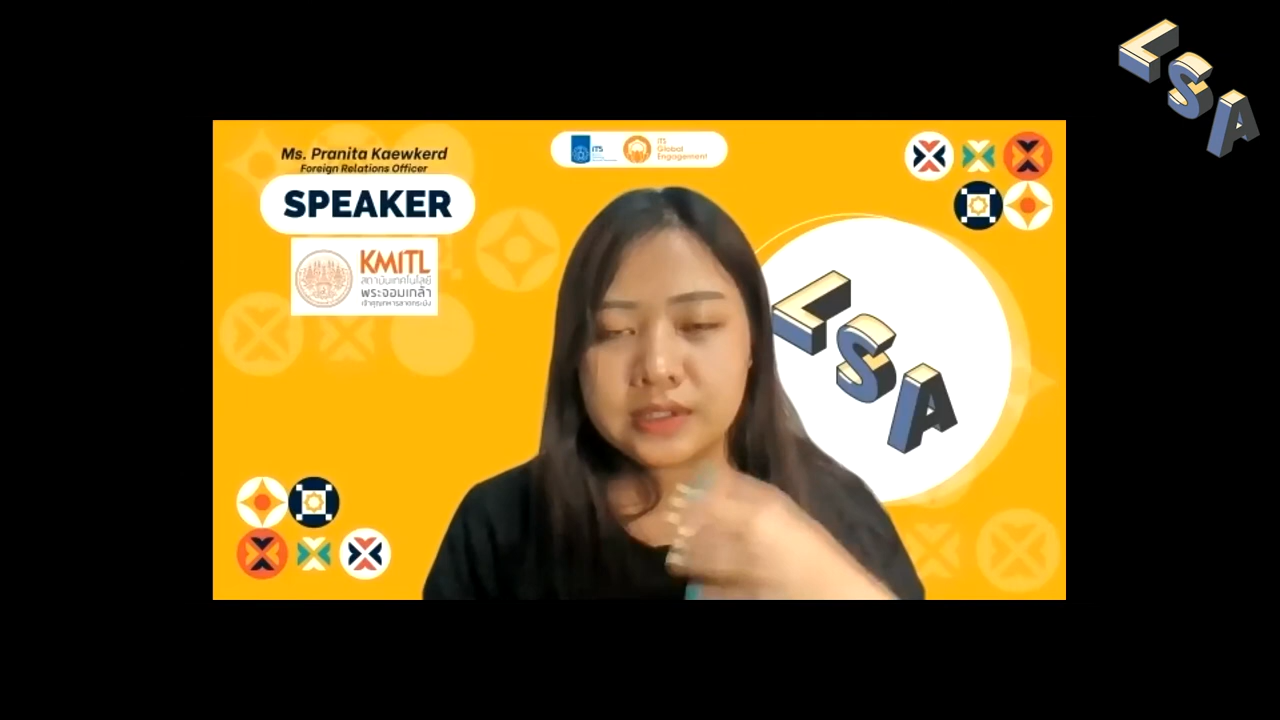 Ms. Pranita Kaewkerd
Foreign Relations Officer
SPEAKER
KMITL
สถาบันเทคโนโลยี
พระจอมเกล้า
เจ้าคุณทหารลาดกระบัง
ITS
ITS
Global
Engagement
LSA
LSA